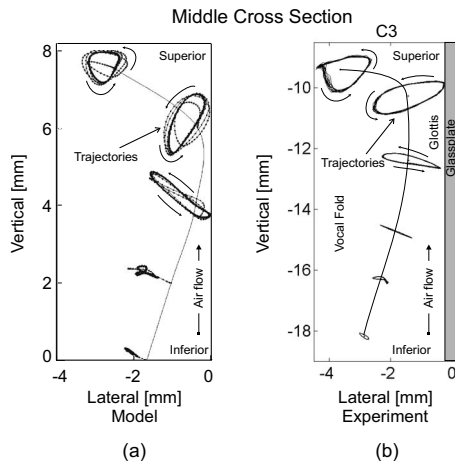 Middle Cross Section
(a)
8
6
4
2
0
Vertical [mm]
Superior
Trajectories
Air flow
Inferior
-4
-2
0
Lateral [mm]
Model
(a)
(b)
C3
-10
-12
-14
-16
-18
Vertical [mm]
Superior
Glottis
Glassplate
Trajectories
Vocal Fold
Air flow
Inferior
-4
-2
0
Lateral [mm]
Experiment
(b)